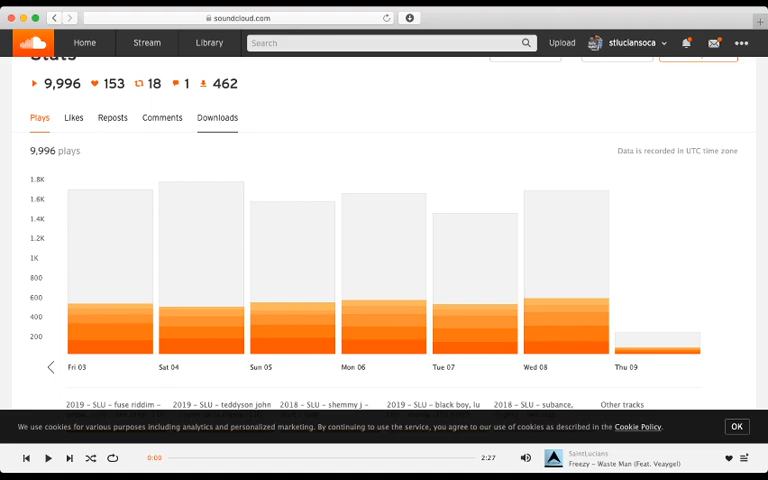 soundcloud.com
Home Stream Library Search Upload stluciansoca
Stats
9,996 153 18 1 462
Plays Likes Reposts Comments Downloads
9,996 plays Data is recorded in UTC time zone
1.8K
1.6K
1.4K
1.2K
1K
800
600
400
200
Fri 03 Sat 04 Sun 05 Mon 06 Tue 07 Wed 08 Thu 09
2019 - SLU - fuse riddim - 2019 - SLU - teddyson john 2018 - SLU - shemmy j - 2019 - SLU - black boy, lu 2018 - SLU - subance, Other tracks
We use cookies for various purposes including analytics and personalized marketing. By continuing to use the service, you agree to our use of cookies as described in the Cookie Policy. OK
0:00 2:27 SaintLucians
Freezy - Waste Man (Feat. Veaygel)